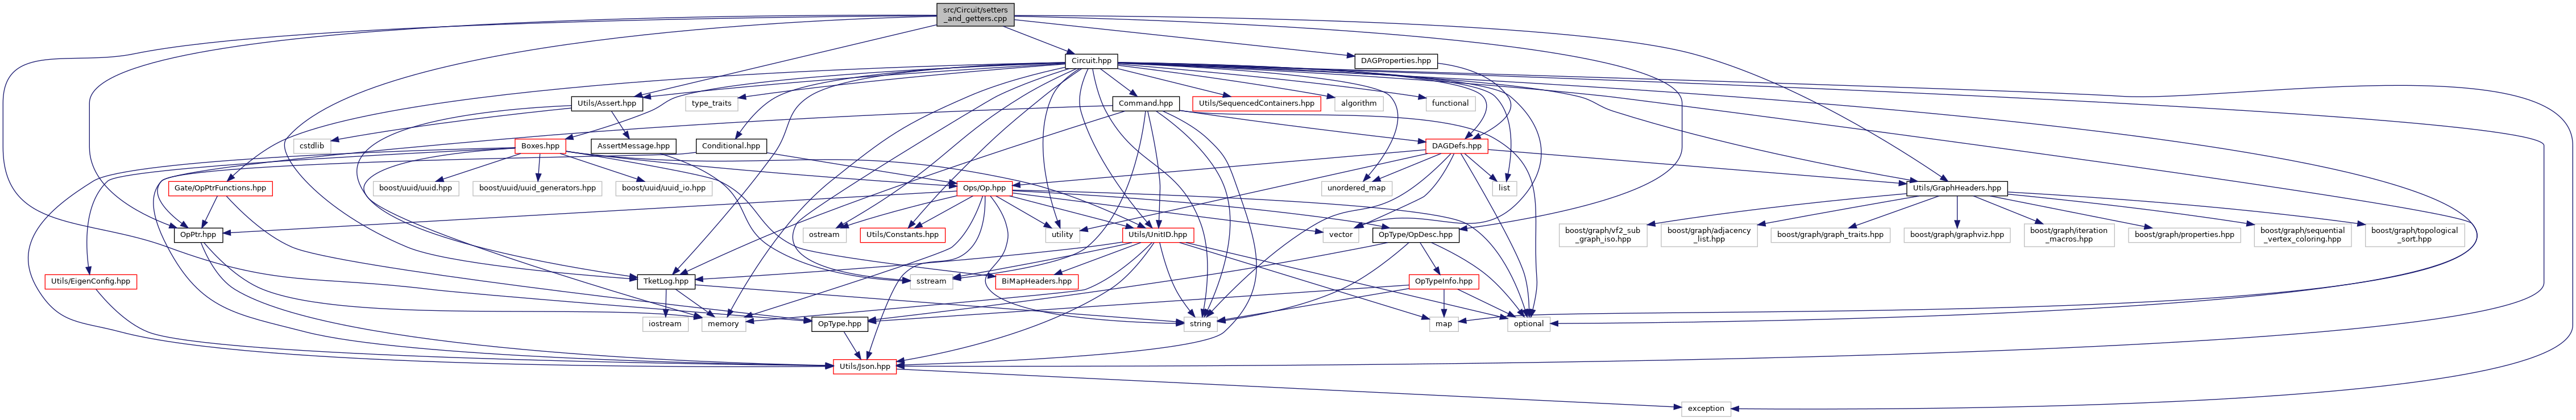 src/Circuit/setters
_and_getters.cpp
Circuit.hpp
DAGProperties.hpp
Utils/Assert.hpp
type_traits
Command.hpp
Utils/SequencedContainers.hpp
algorithm
functional
cstdlib
Boxes.hpp
AssertMessage.hpp
Conditional.hpp
DAGDefs.hpp
Gate/OpPtrFunctions.hpp
boost/uuid/uuid.hpp
boost/uuid/uuid_generators.hpp
boost/uuid/uuid_io.hpp
Ops/Op.hpp
unordered_map
list
Utils/GraphHeaders.hpp
OpPtr.hpp
ostream
Utils/Constants.hpp
utility
Utils/UnitID.hpp
vector
OpType/OpDesc.hpp
boost/graph/vf2_sub
_graph_iso.hpp
boost/graph/adjacency
_list.hpp
boost/graph/graph_traits.hpp
boost/graph/graphviz.hpp
boost/graph/iteration
_macros.hpp
boost/graph/properties.hpp
boost/graph/sequential
_vertex_coloring.hpp
boost/graph/topological
_sort.hpp
Utils/EigenConfig.hpp
TketLog.hpp
sstream
BiMapHeaders.hpp
OpTypeInfo.hpp
iostream
memory
OpType.hpp
string
map
optional
Utils/Json.hpp
exception